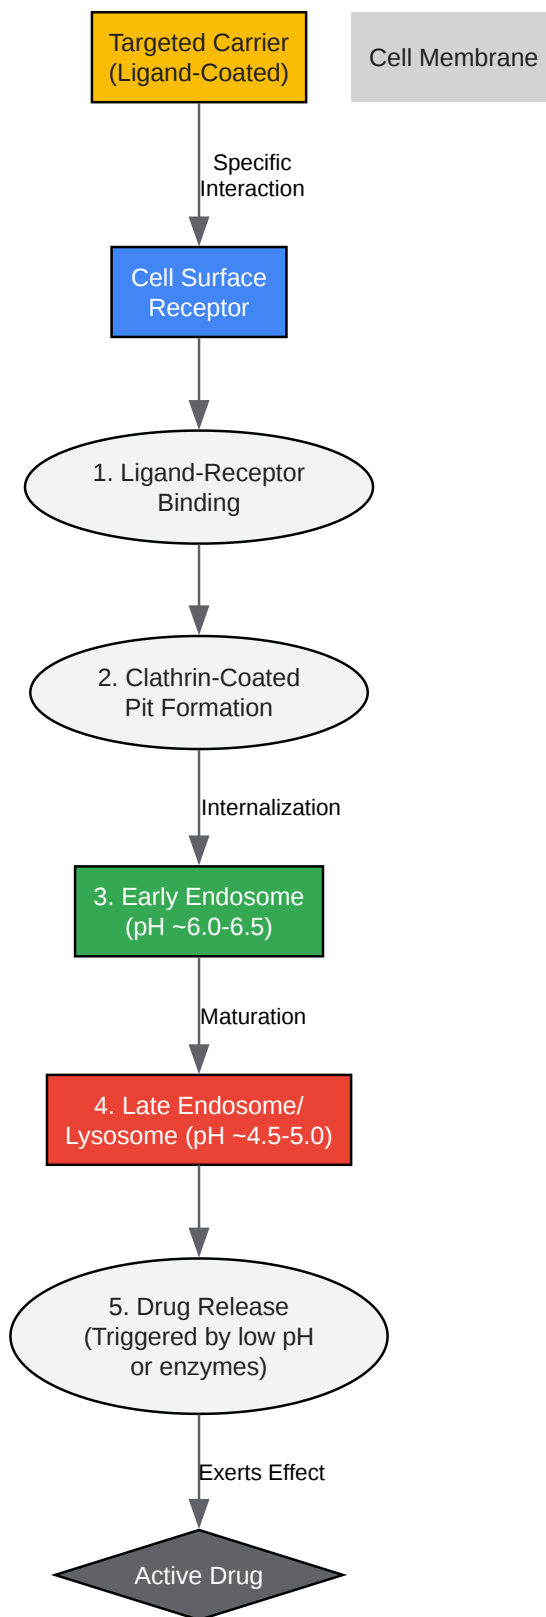 Targeted Carrier
(Ligand-Coated)
Cell Membrane
Specific
Interaction
Cell Surface
Receptor
1. Ligand-Receptor
Binding
2. Clathrin-Coated
Pit Formation
Internalization
3. Early Endosome
(pH ~6.0-6.5)
Maturation
4. Late Endosome/
Lysosome (pH ~4.5-5.0)
5. Drug Release
(Triggered by low pH
or enzymes)
Exerts Effect
Active Drug